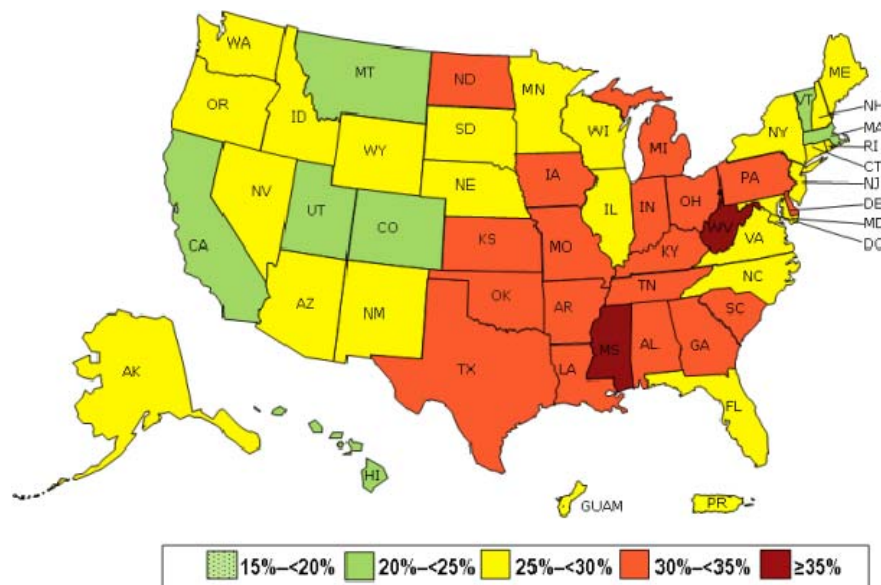 WA
MT
ND
MN
ME
VT
NH
OR
ID
SD
WI
NY
MA
MI
RI
WY
CT
NJ
IA
PA
NE
NV
IL
IN
OH
DE
UT
CO
WV
VA
MD
CA
KS
MO
KY
DC
NC
TN
AZ
NM
OK
AR
SC
MS
AL
GA
TX
LA
AK
FL
HI
GUAM
PR
15%–<20% 20%–<25% 25%–<30% 30%–<35% ≥35%